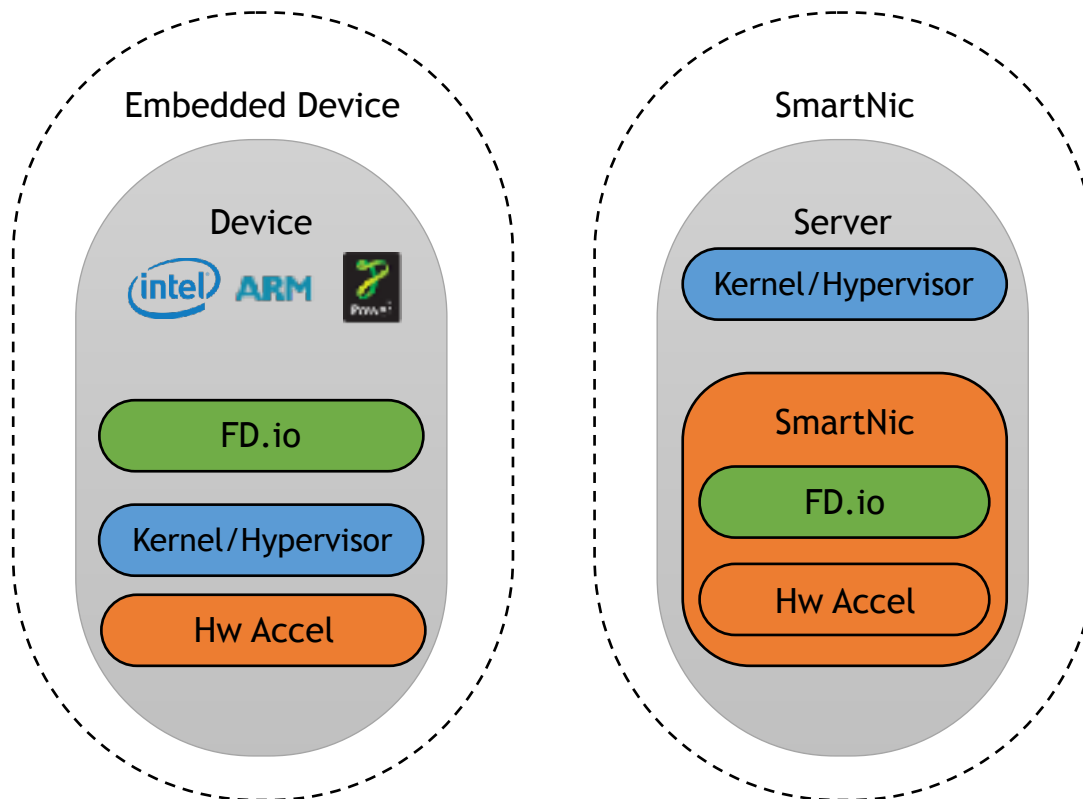 Embedded Device
Device
intel
ARM
Power
FD.io
Kernel/Hypervisor
Hw Accel
SmartNic
Server
Kernel/Hypervisor
SmartNic
FD.io
Hw Accel